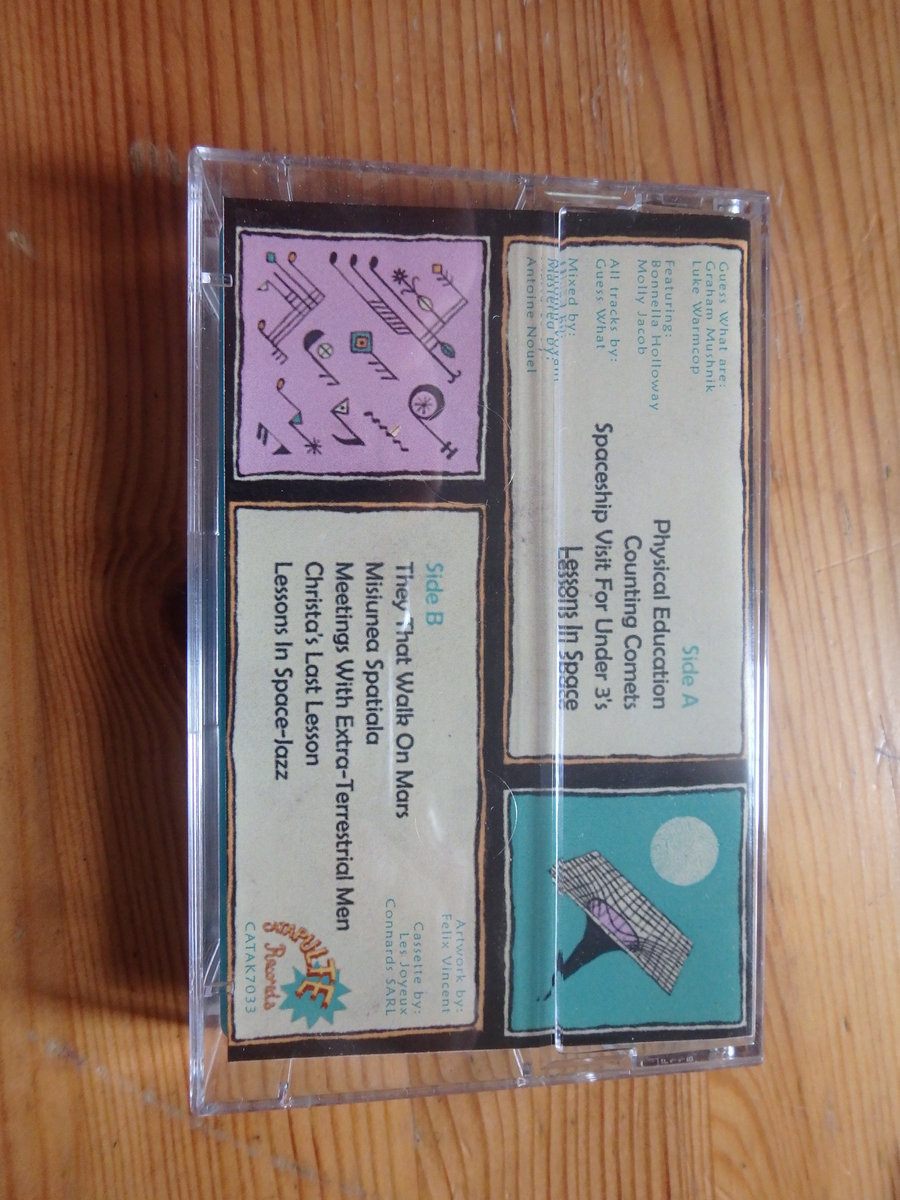 Guess What are:
Graham Mushnik
Luke Warmcop
Featuring:
Bonnella Holloway
Molly Jacob
All tracks by:
Guess What
Mixed by:
Mastered by:
Antoine Nouel
Side A
Physical Education
Counting Comets
Spaceship Visit For Under 3's
Lessons In Space
Side B
They That Walk On Mars
Misiunea Spatiala
Meetings With Extra-Terrestrial Men
Christa's Last Lesson
Lessons In Space-Jazz
Artwork by:
Felix Vincent
Cassette by:
Les Joyeux
Connards SARL
Records
CATAK7033